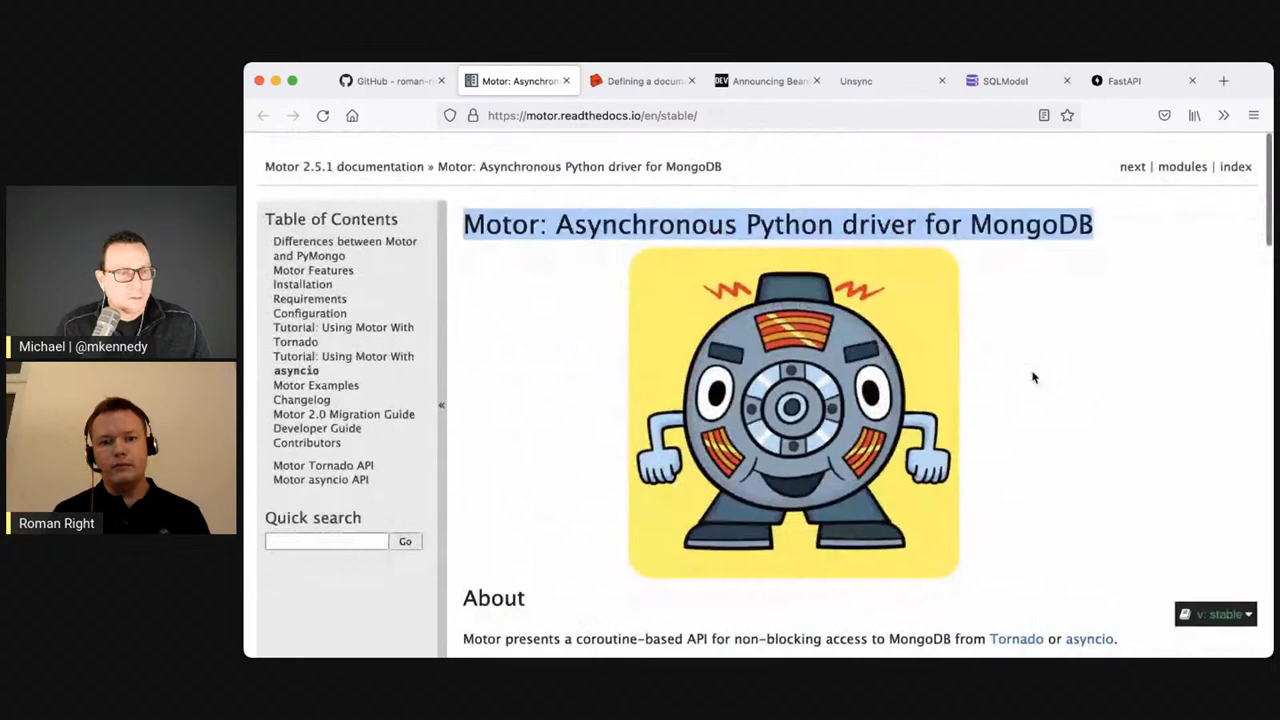 GitHub - roman-ri
Motor: Asynchron
Defining a docum
DEV
Announcing Bean
Unsync
SQLModel
FastAPI
https://motor.readthedocs.io/en/stable/
Motor 2.5.1 documentation » Motor: Asynchronous Python driver for MongoDB
next | modules | index
Table of Contents
Differences between Motor
and PyMongo
Motor Features
Installation
Requirements
Configuration
Tutorial: Using Motor With
Tornado
Tutorial: Using Motor With
asyncio
Motor Examples
Changelog
Motor 2.0 Migration Guide
Developer Guide
Contributors
Motor Tornado API
Motor asyncio API
Quick search
Go
«
Motor: Asynchronous Python driver for MongoDB
About
Motor presents a coroutine-based API for non-blocking access to MongoDB from Tornado or asyncio.
v: stable
Michael | @mkennedy
Roman Right